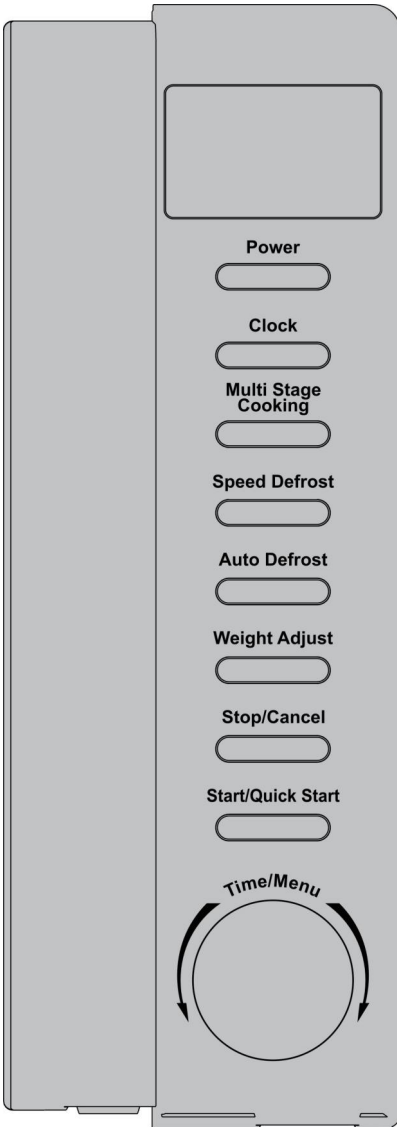 Power
Clock
Multi Stage
Cooking
Speed Defrost
Auto Defrost
Weight Adjust
Stop/Cancel
Start/Quick Start
Time/Menu